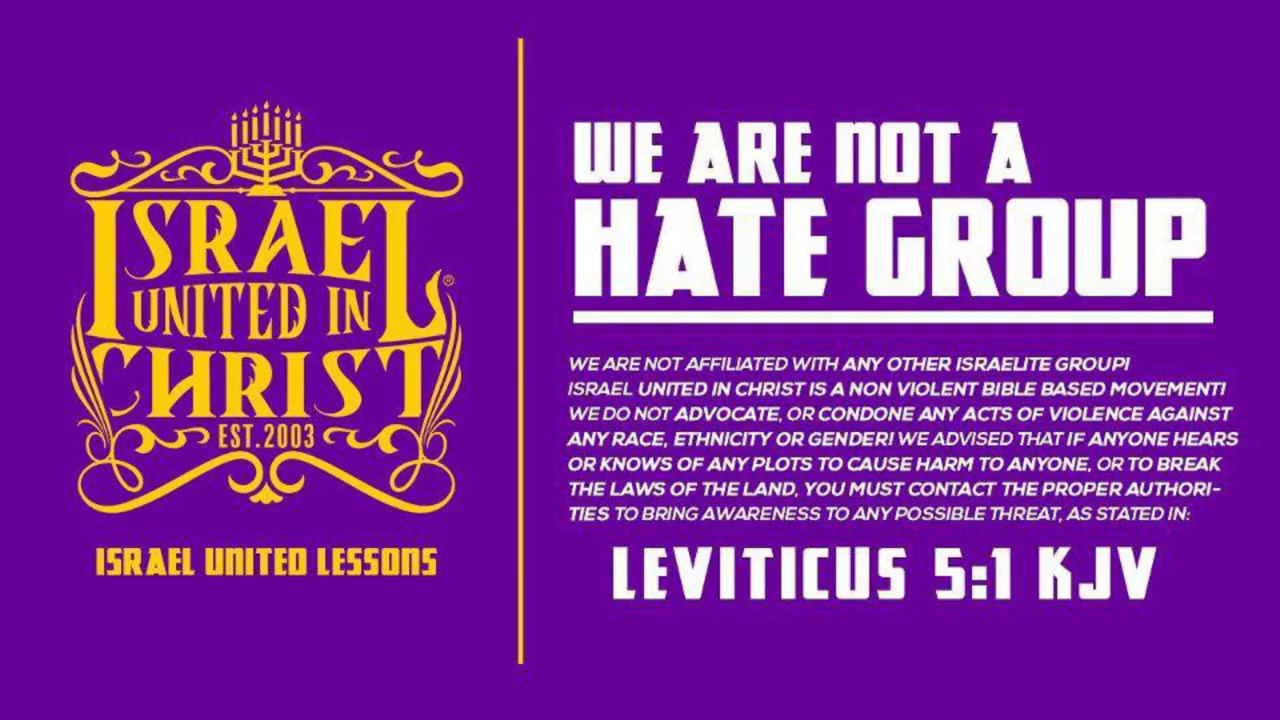 ISRAEL
UNITED IN
CHRIST
EST.2003
®
ISRAEL UNITED LESSONS
WE ARE NOT A
HATE GROUP
WE ARE NOT AFFILIATED WITH ANY OTHER ISRAELITE GROUP!
ISRAEL UNITED IN CHRIST IS A NON VIOLENT BIBLE BASED MOVEMENT!
WE DO NOT ADVOCATE, OR CONDONE ANY ACTS OF VIOLENCE AGAINST
ANY RACE, ETHNICITY OR GENDER! WE ADVISED THAT IF ANYONE HEARS
OR KNOWS OF ANY PLOTS TO CAUSE HARM TO ANYONE, OR TO BREAK
THE LAWS OF THE LAND, YOU MUST CONTACT THE PROPER AUTHORI-
TIES TO BRING AWARENESS TO ANY POSSIBLE THREAT, AS STATED IN:
LEVITICUS 5:1 KJV